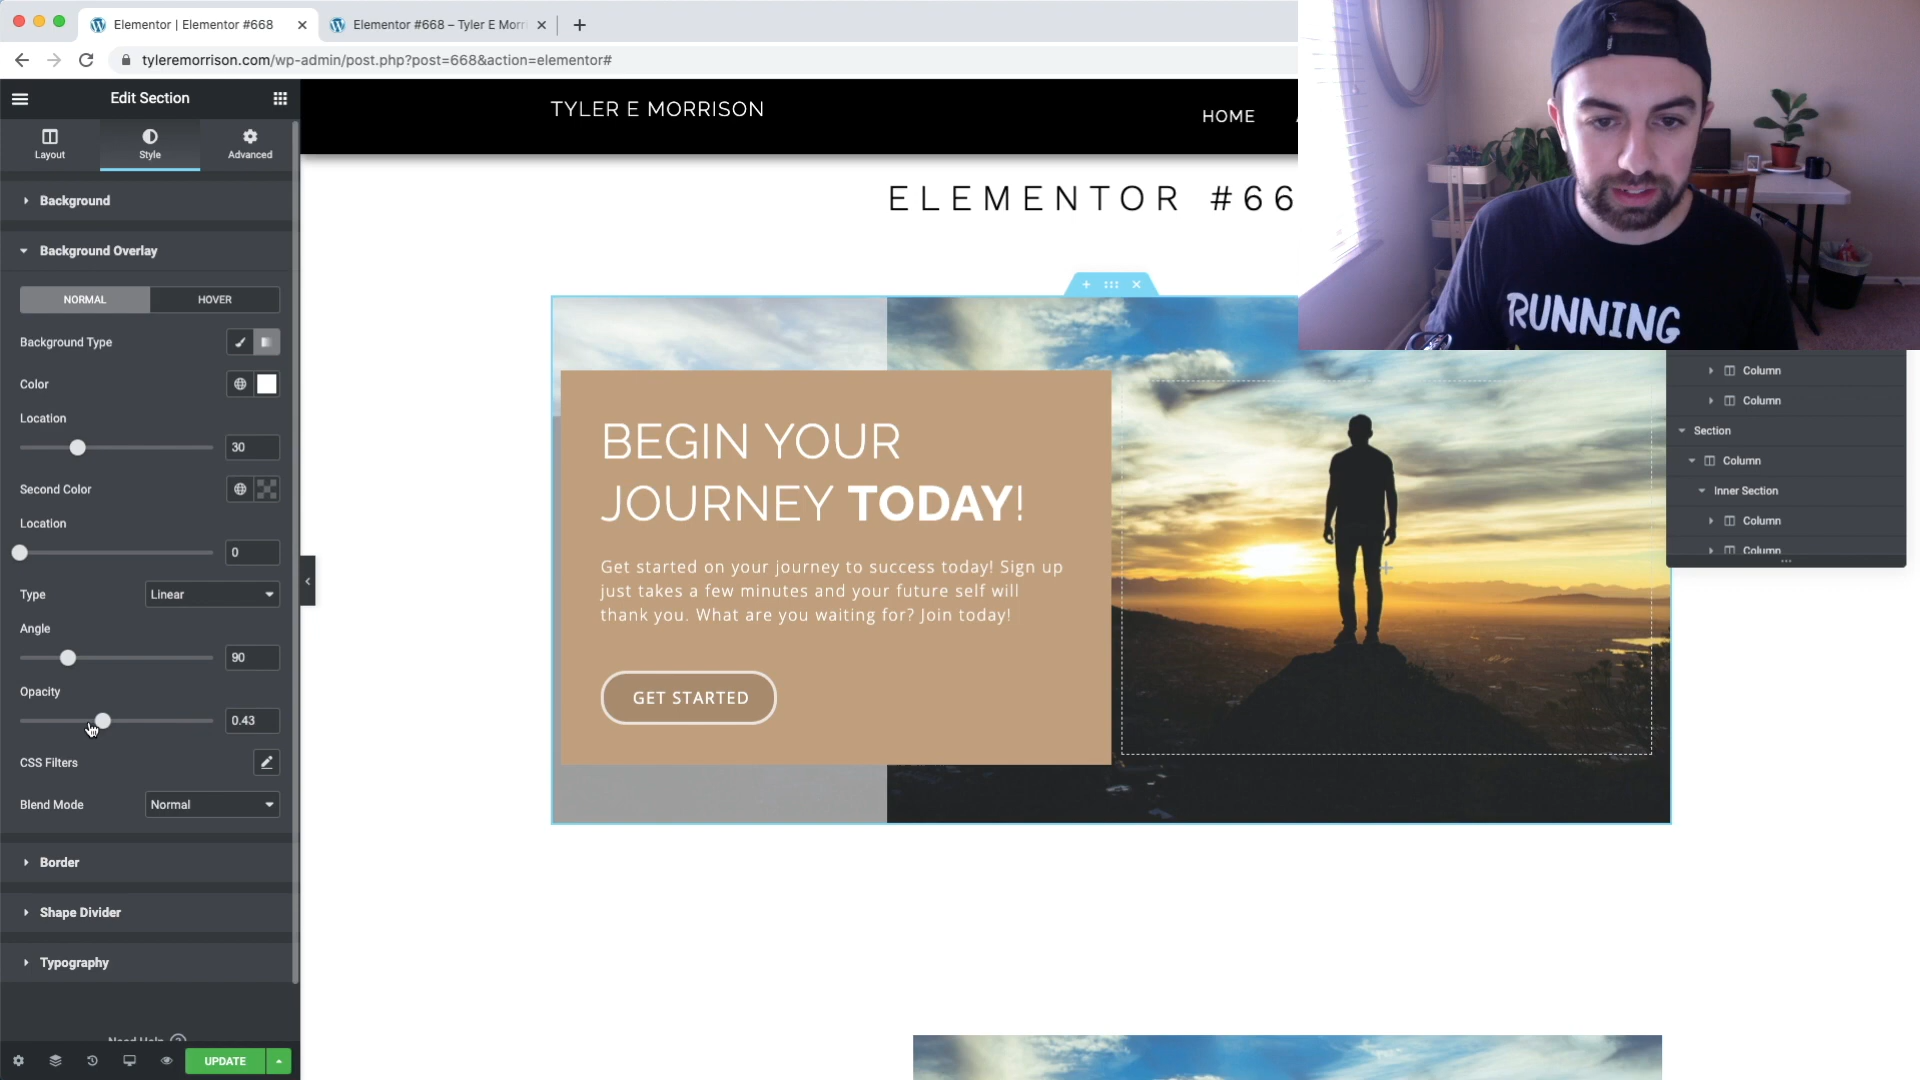 Elementor | Elementor #668
Elementor #668 – Tyler E Morri
tyleremorrison.com/wp-admin/post.php?post=668&action=elementor#
Edit Section
Layout
Style
Advanced
Background
Background Overlay
NORMAL
HOVER
Background Type
Color
Location
30
Second Color
Location
0
Type
Linear
Angle
90
Opacity
0.43
CSS Filters
Blend Mode
Normal
Border
Shape Divider
Typography
Need Help
UPDATE
TYLER E MORRISON
HOME
ELEMENTOR #66
BEGIN YOUR
JOURNEY TODAY!
Get started on your journey to success today! Sign up
just takes a few minutes and your future self will
thank you. What are you waiting for? Join today!
GET STARTED
RUNNING
Column
Column
Section
Column
Inner Section
Column
Column